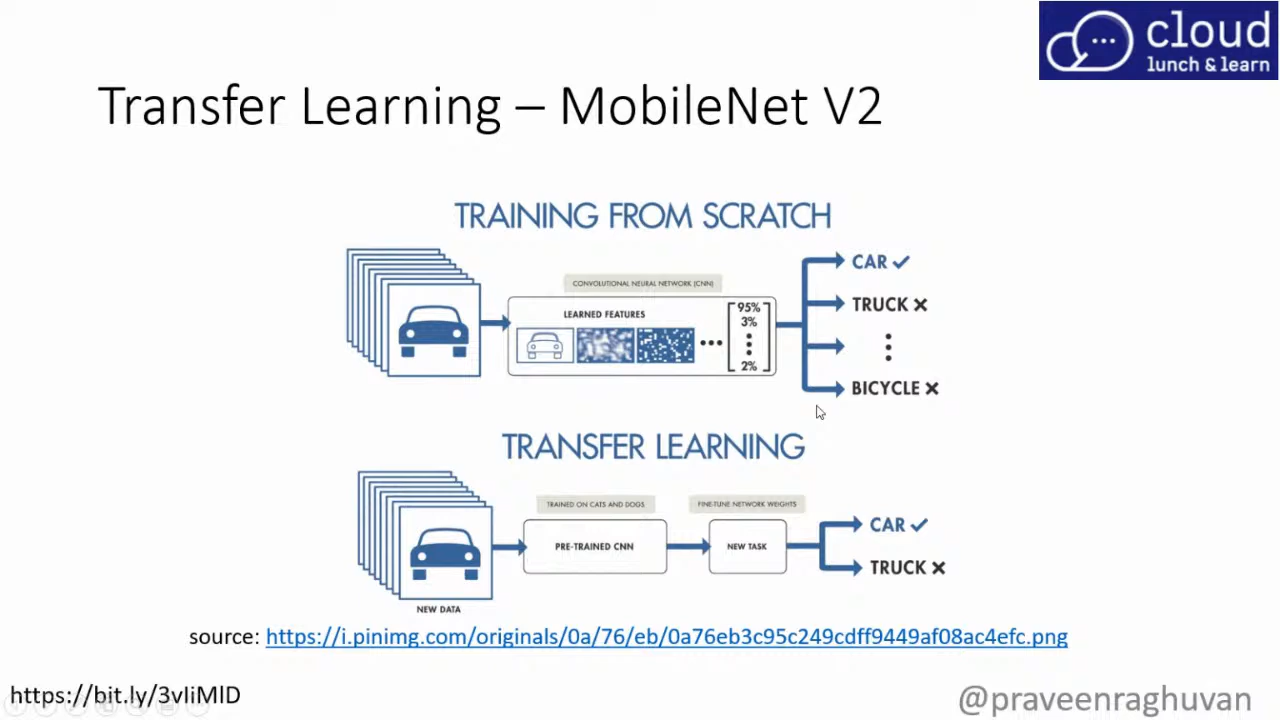 cloud
lunch & learn
Transfer Learning – MobileNet V2
TRAINING FROM SCRATCH
CONVOLUTIONAL NEURAL NETWORK (CNN)
LEARNED FEATURES
95%
3%
2%
CAR ✓
TRUCK ✕
BICYCLE ✕
TRANSFER LEARNING
TRAINED ON CATS AND DOGS
FINE-TUNE NETWORK WEIGHTS
PRE-TRAINED CNN
NEW TASK
CAR ✓
TRUCK ✕
NEW DATA
source: https://i.pinimg.com/originals/0a/76/eb/0a76eb3c95c249cdff9449af08ac4efc.png
https://bit.ly/3vIiMlD
@praveenraghuvan